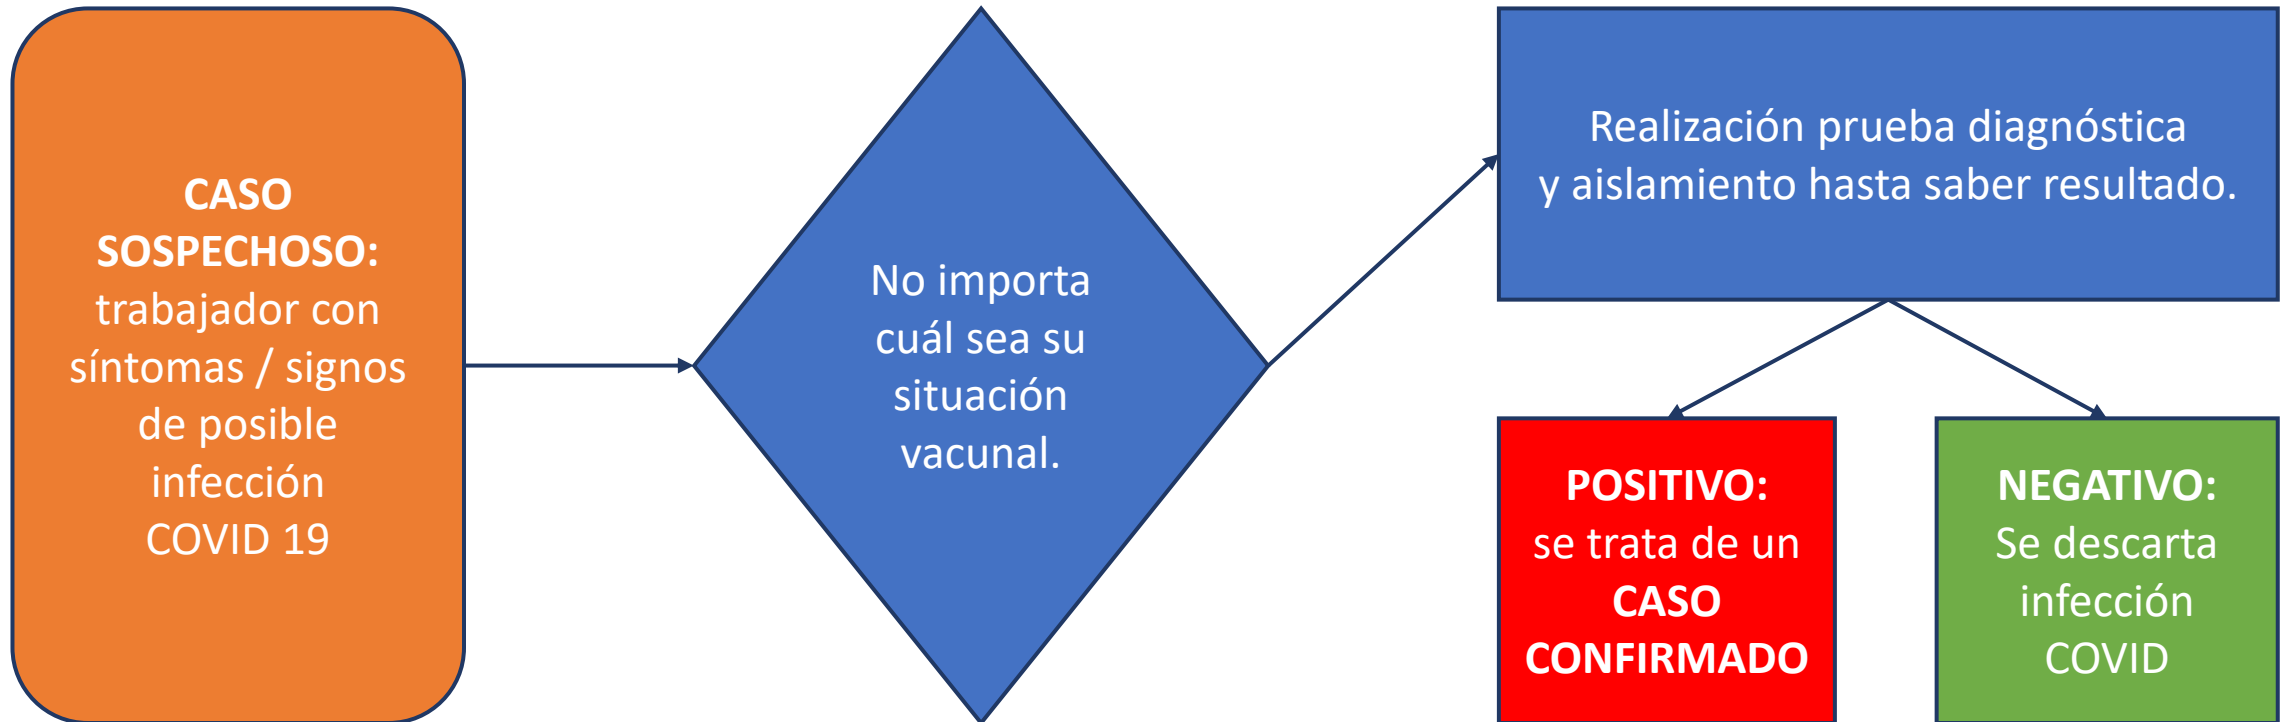 CASO
SOSPECHOSO:
trabajador con
síntomas / signos
de posible
infección
COVID 19
No importa
cuál sea su
situación
vacunal.
Realización prueba diagnóstica
y aislamiento hasta saber resultado.
POSITIVO:
se trata de un
CASO
CONFIRMADO
NEGATIVO:
Se descarta
infección
COVID